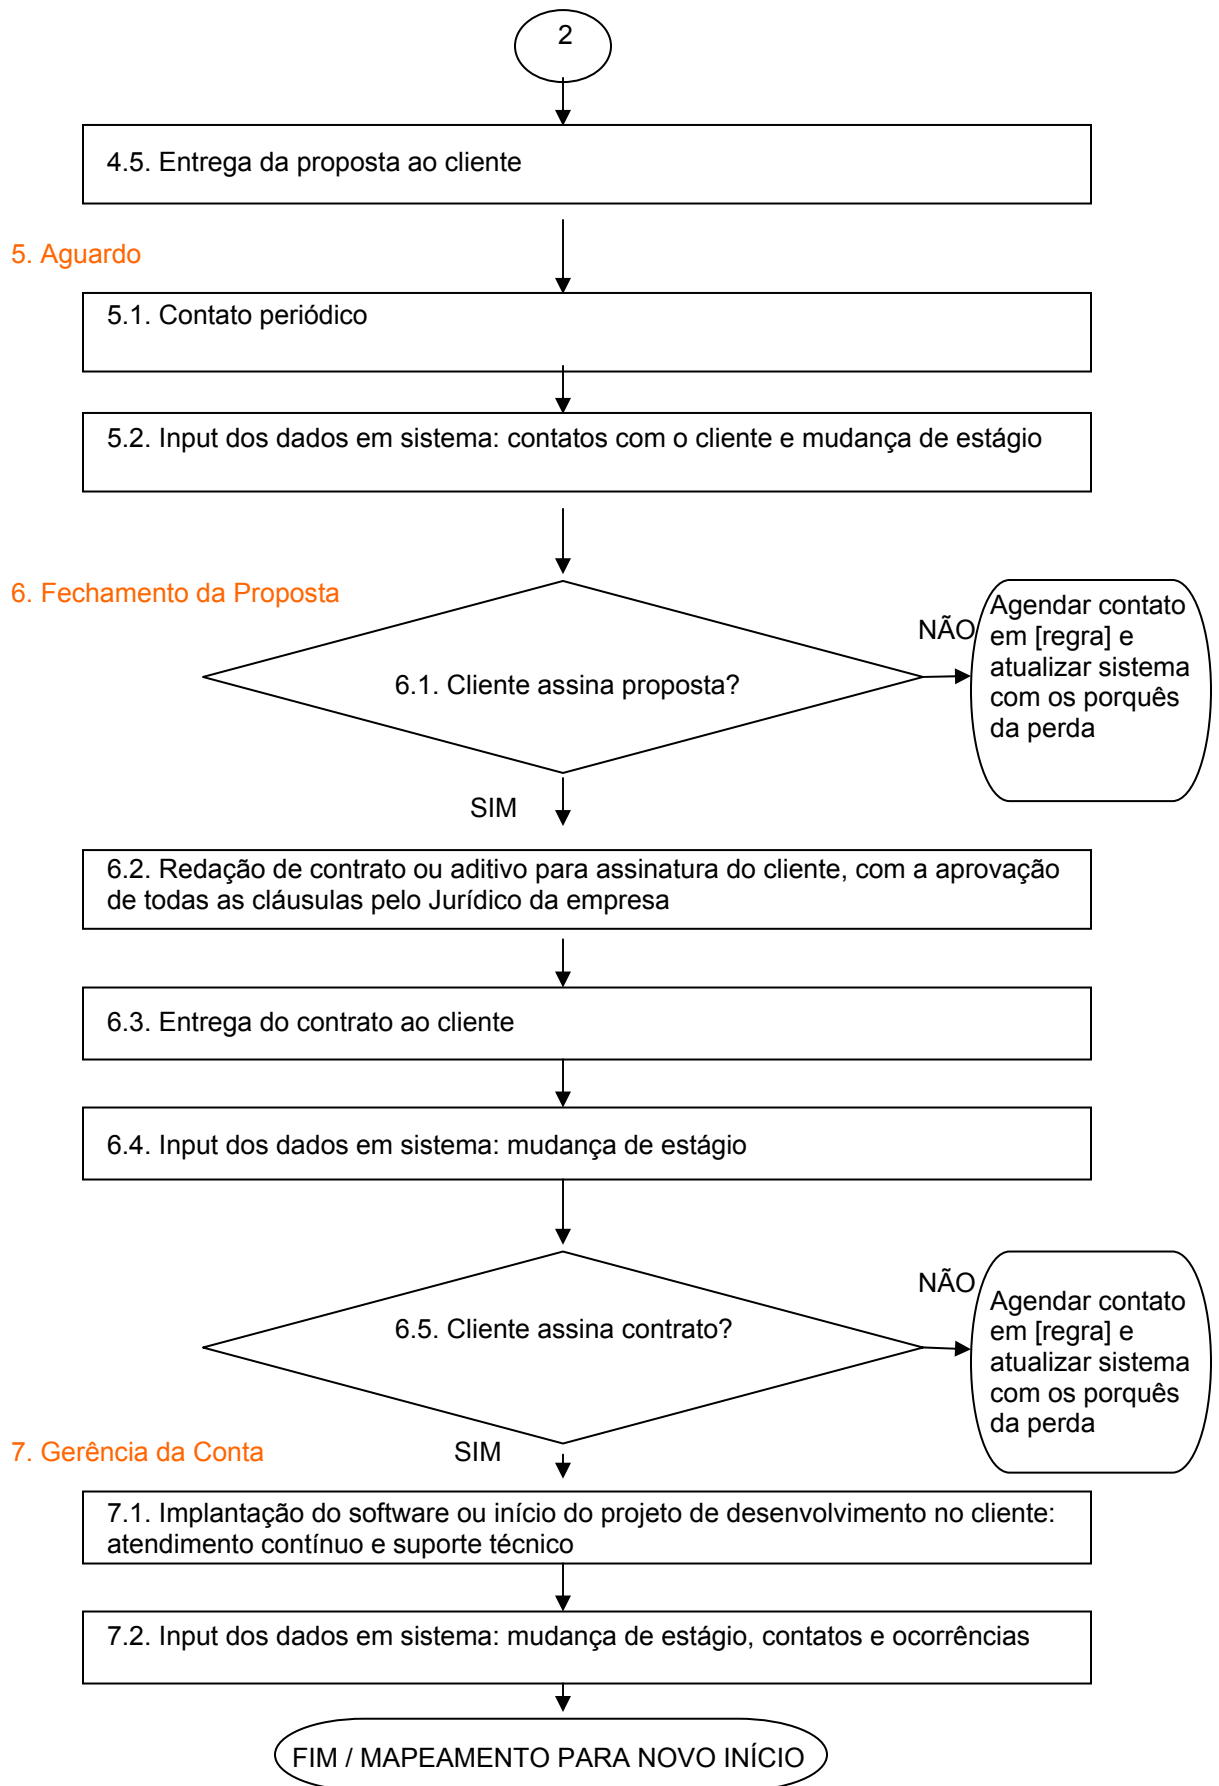 2
4.5. Entrega da proposta ao cliente
5. Aguardo
5.1. Contato periódico
5.2. Input dos dados em sistema: contatos com o cliente e mudança de estágio
6. Fechamento da Proposta
6.1. Cliente assina proposta?
NÃO
Agendar contato
em [regra] e
atualizar sistema
com os porquês
da perda
SIM
6.2. Redação de contrato ou aditivo para assinatura do cliente, com a aprovação
de todas as cláusulas pelo Jurídico da empresa
6.3. Entrega do contrato ao cliente
6.4. Input dos dados em sistema: mudança de estágio
6.5. Cliente assina contrato?
NÃO
Agendar contato
em [regra] e
atualizar sistema
com os porquês
da perda
7. Gerência da Conta
SIM
7.1. Implantação do software ou início do projeto de desenvolvimento no cliente:
atendimento contínuo e suporte técnico
7.2. Input dos dados em sistema: mudança de estágio, contatos e ocorrências
FIM / MAPEAMENTO PARA NOVO INÍCIO